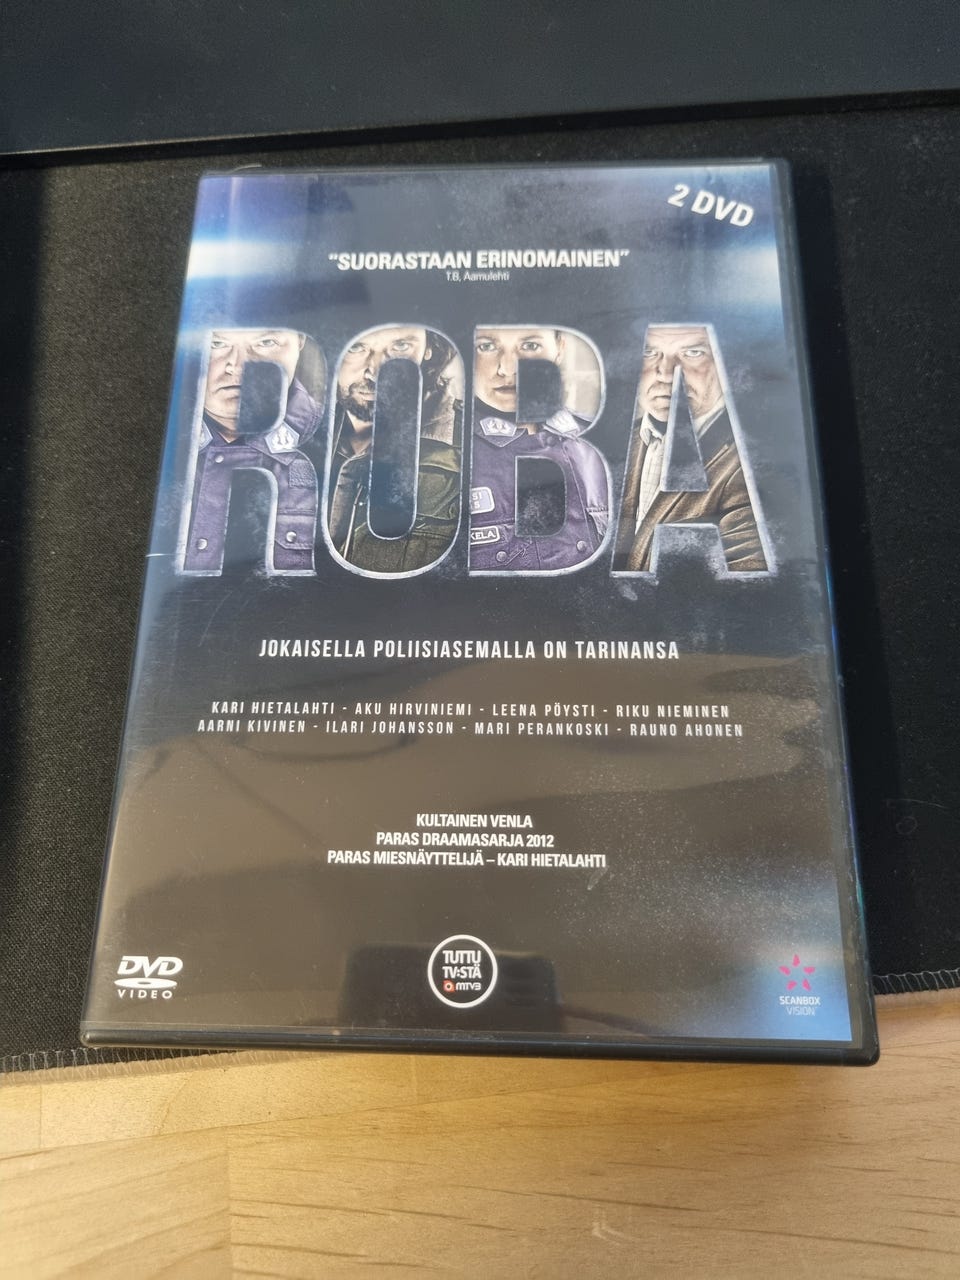 2 DVD
"SUORASTAAN ERINOMAINEN"
T.B, Aamulehti
ROBA
SI
KELA
JOKAISELLA POLIISIASEMALLA ON TARINANSA
KARI HIETALAHTI - AKU HIRVINIEMI - LEENA PÖYSTI - RIKU NIEMINEN
AARNI KIVINEN - ILARI JOHANSSON - MARI PERANKOSKI - RAUNO AHONEN
KULTAINEN VENLA
PARAS DRAAMASARJA 2012
PARAS MIESNÄYTTELIJÄ – KARI HIETALAHTI
DVD
VIDEO
TUTTU
TV:STÄ
MTV3
SCANBOX
VISION